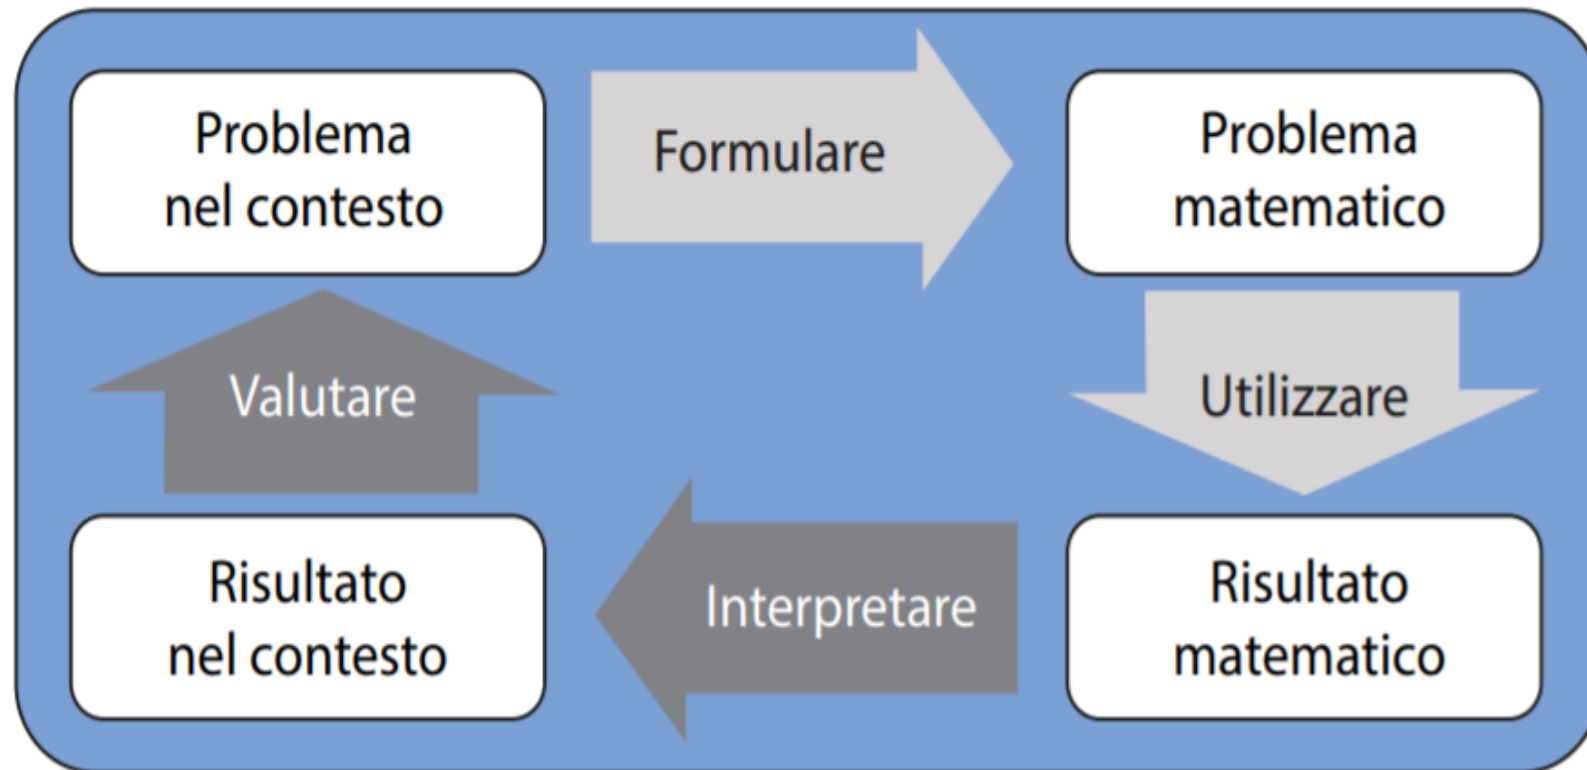 Problema
nel contesto
Formulare
Problema
matematico
Valutare
Utilizzare
Risultato
nel contesto
Interpretare
Risultato
matematico